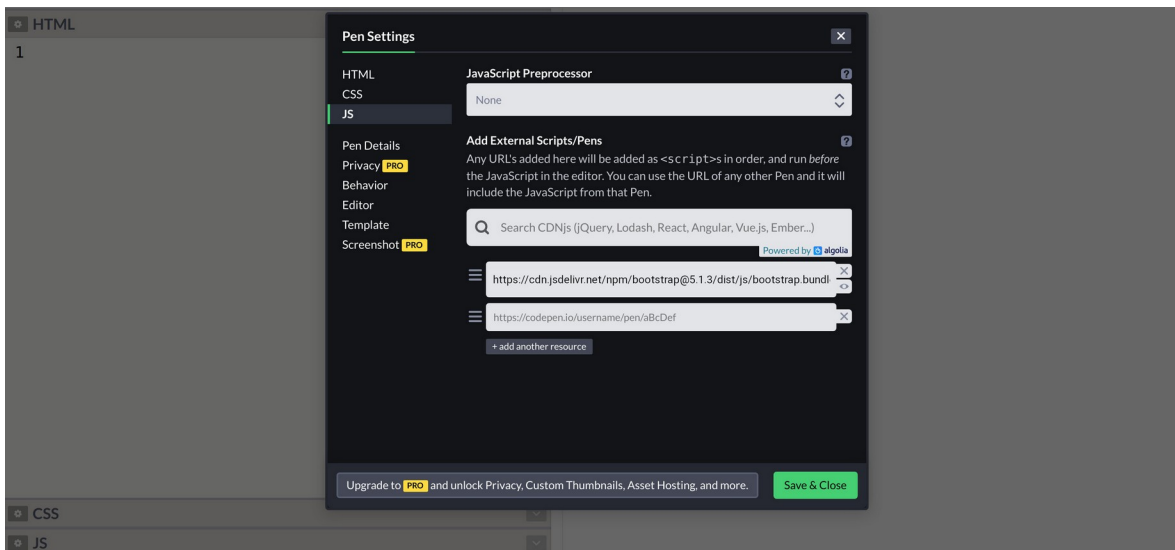 HTML
1
Pen Settings
HTML
CSS
JS
Pen Details
Privacy PRO
Behavior
Editor
Template
Screenshot PRO
JavaScript Preprocessor
None
Add External Scripts/Pens
Any URL's added here will be added as <script>s in order, and run before
the JavaScript in the editor. You can use the URL of any other Pen and it will
include the JavaScript from that Pen.
Search CDNjs (jQuery, Lodash, React, Angular, Vue.js, Ember...)
Powered by algolia
https://cdn.jsdelivr.net/npm/bootstrap@5.1.3/dist/js/bootstrap.bundl
https://codepen.io/username/pen/aBcDef
+ add another resource
Upgrade to PRO and unlock Privacy, Custom Thumbnails, Asset Hosting, and more.
Save & Close
CSS
JS